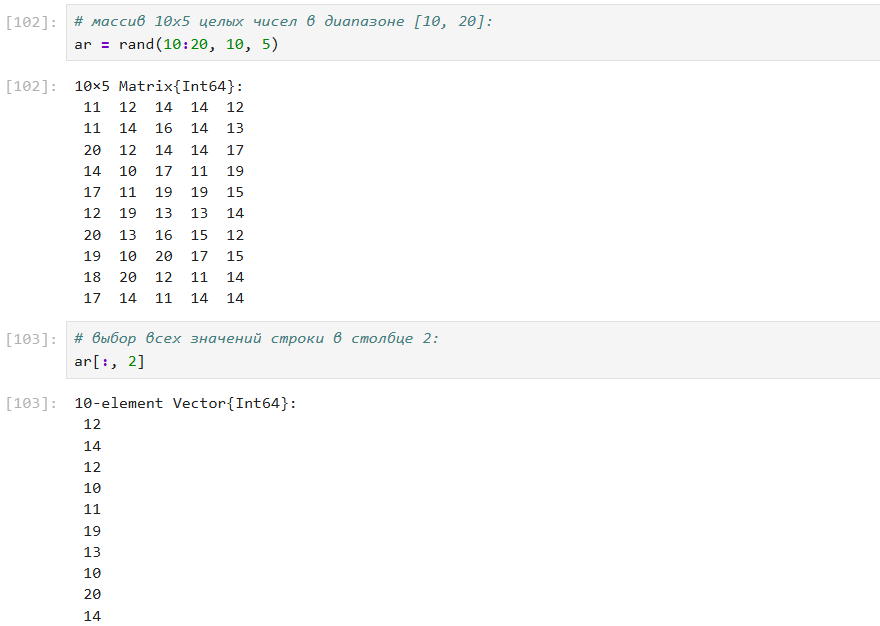 [102]: # массив 10x5 целых чисел в диапазоне [10, 20]:
ar = rand(10:20, 10, 5)
[102]: 10×5 Matrix{Int64}:
11 12 14 14 12
11 14 16 14 13
20 12 14 14 17
14 10 17 11 19
17 11 19 19 15
12 19 13 13 14
20 13 16 15 12
19 10 20 17 15
18 20 12 11 14
17 14 11 14 14
[103]: # выбор всех значений строки в столбце 2:
ar[:, 2]
[103]: 10-element Vector{Int64}:
12
14
12
10
11
19
13
10
20
14